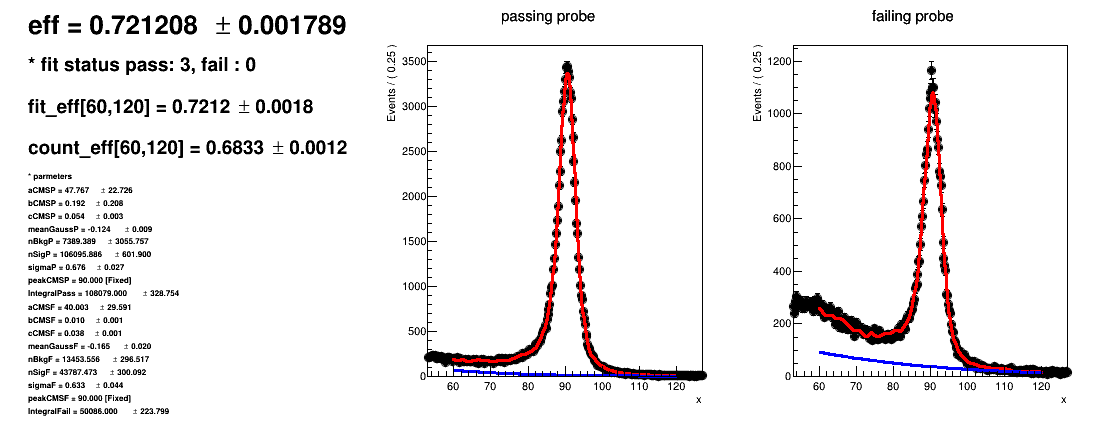 eff = 0.721208 ± 0.001789
* fit status pass: 3, fail : 0
fit_eff[60,120] = 0.7212 ± 0.0018
count_eff[60,120] = 0.6833 ± 0.0012
* parmeters
aCMSP = 47.767 ± 22.726
bCMSP = 0.192 ± 0.208
cCMSP = 0.054 ± 0.003
meanGaussP = -0.124 ± 0.009
nBkgP = 7389.389 ± 3055.757
nSigP = 106095.886 ± 601.900
sigmaP = 0.676 ± 0.027
peakCMSP = 90.000 [Fixed]
IntegralPass = 108079.000 ± 328.754
aCMSF = 40.003 ± 29.591
bCMSF = 0.010 ± 0.001
cCMSF = 0.038 ± 0.001
meanGaussF = -0.165 ± 0.020
nBkgF = 13453.556 ± 296.517
nSigF = 43787.473 ± 300.092
sigmaF = 0.633 ± 0.044
peakCMSF = 90.000 [Fixed]
IntegralFail = 50086.000 ± 223.799
passing probe
Events / ( 0.25 )
3500
3000
2500
2000
1500
1000
500
0
60 70 80 90 100 110 120
x
failing probe
Events / ( 0.25 )
1200
1000
800
600
400
200
0
60 70 80 90 100 110 120
x